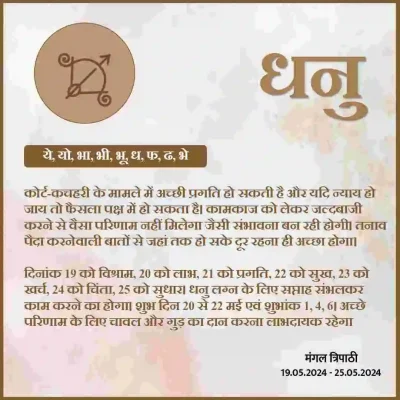 धनु
ये, यो, भा, भी, भू, ध, फ, ढ, भे
कोर्ट-कचहरी के मामले में अच्छी प्रगति हो सकती है और यदि न्याय हो
जाय तो फैसला पक्ष में हो सकता है। कामकाज को लेकर जल्दबाजी
करने से वैसा परिणाम नहीं मिलेगा जैसी संभावना बन रही होगी। तनाव
पैदा करनेवाली बातों से जहां तक हो सके दूर रहना ही अच्छा होगा।
दिनांक 19 को विश्राम, 20 को लाभ, 21 को प्रगति, 22 को सुख, 23 को
खर्च, 24 को चिंता, 25 को सुधार। धनु लग्न के लिए सप्ताह संभलकर
काम करने का होगा। शुभ दिन 20 से 22 मई एवं शुभांक 1, 4, 6। अच्छे
परिणाम के लिए चावल और गुड़ का दान करना लाभदायक रहेगा
मंगल त्रिपाठी
19.05.2024 - 25.05.2024